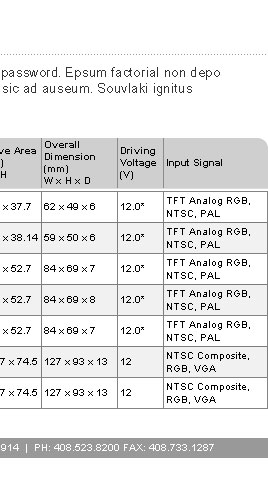 password. Epsum factorial non depo
sic ad auseum. Souvlaki ignitus
ve Area
)
H
Overall
Dimension
(mm)
W x H x D
Driving
Voltage
(V)
Input Signal
x 37.7 62 x 49 x 6 12.0* TFT Analog RGB,
NTSC, PAL
x 38.14 59 x 50 x 6 12.0* TFT Analog RGB,
NTSC, PAL
x 52.7 84 x 69 x 7 12.0* TFT Analog RGB,
NTSC, PAL
x 52.7 84 x 69 x 8 12.0* TFT Analog RGB,
NTSC, PAL
x 52.7 84 x 69 x 7 12.0* TFT Analog RGB,
NTSC, PAL
7 x 74.5 127 x 93 x 13 12 NTSC Composite,
RGB, VGA
7 x 74.5 127 x 93 x 13 12 NTSC Composite,
RGB, VGA
914 | PH: 408.523.8200 FAX: 408.733.1287